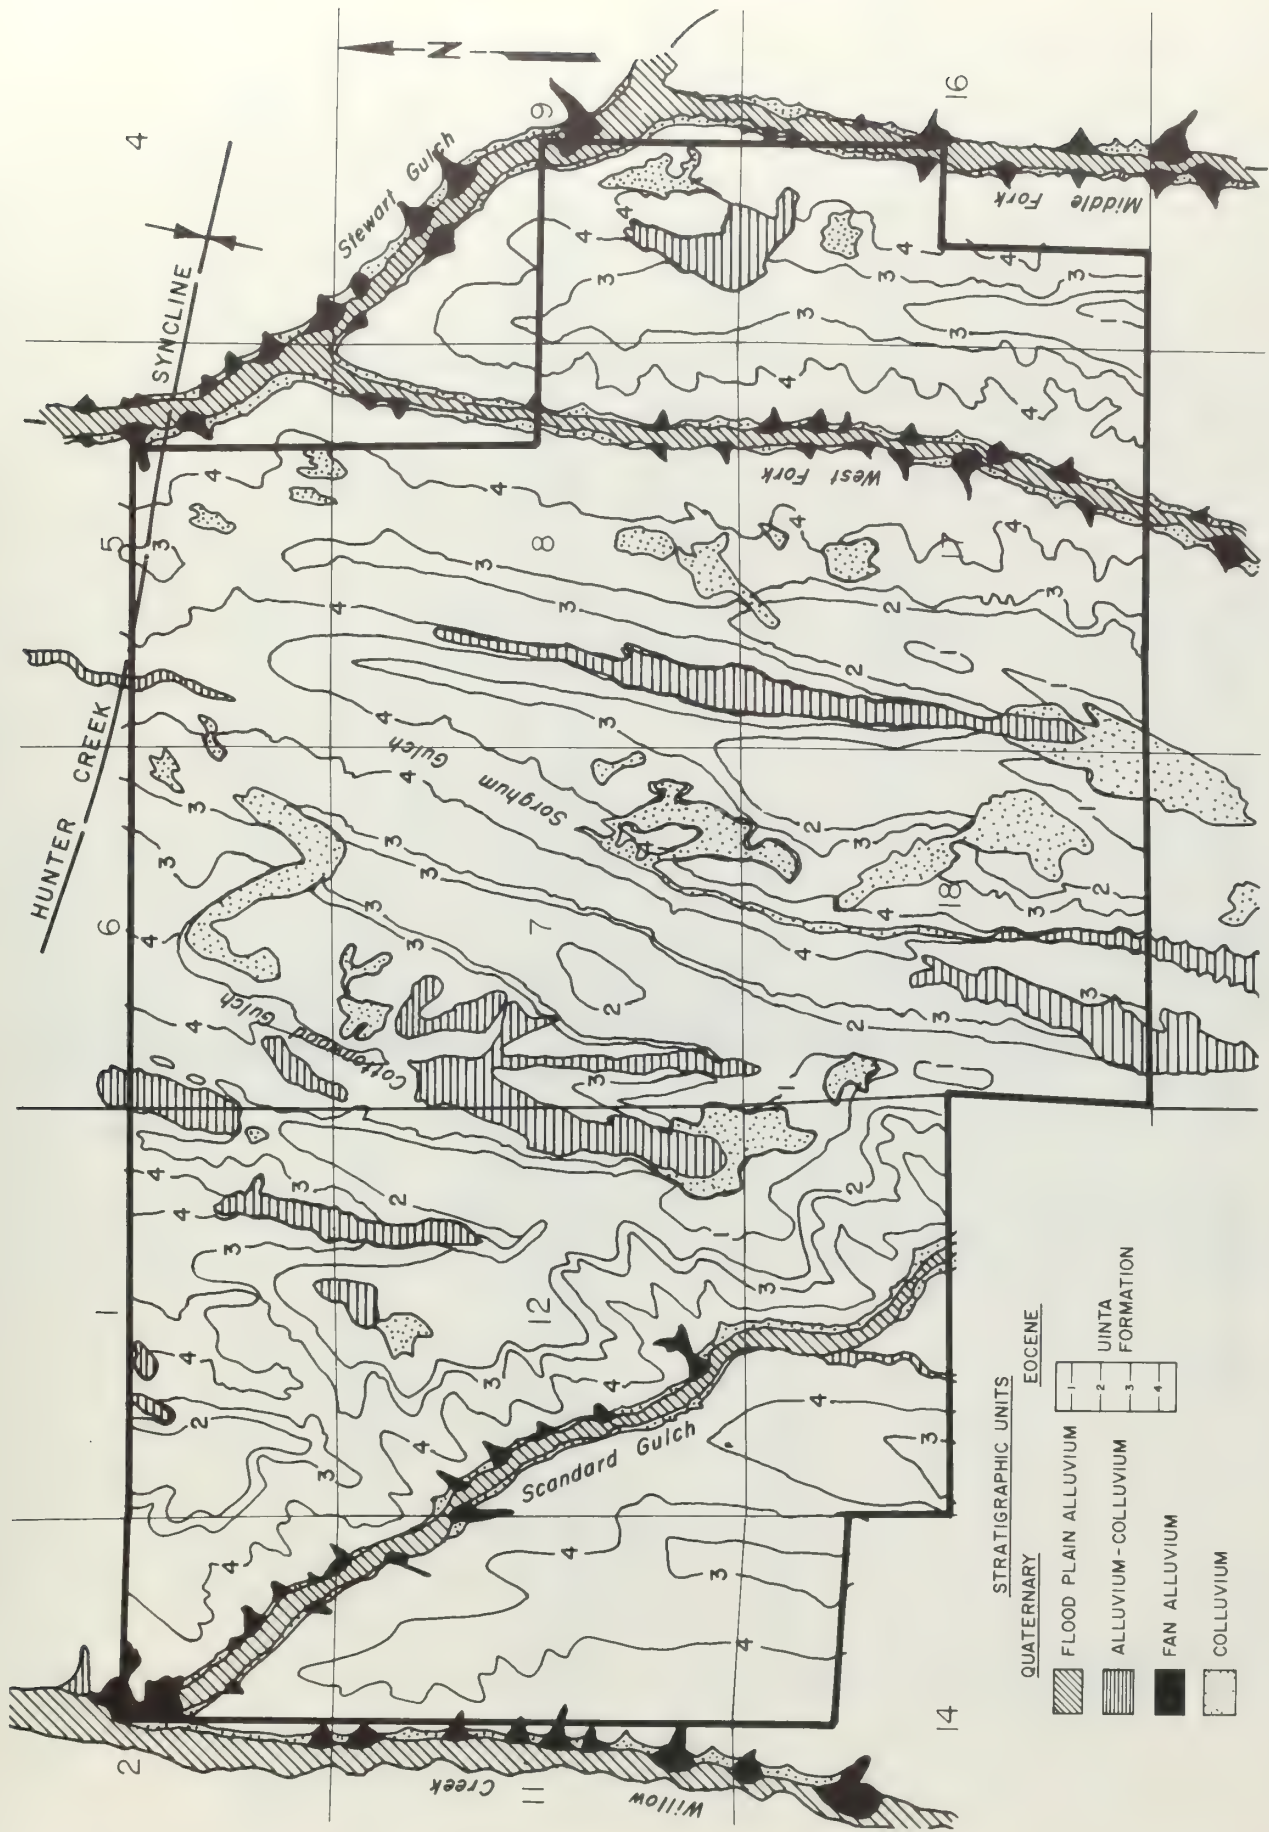 HUNTER CREEK SYNCLINE
N
2
1
6
5
4
Stewart Gulch
Cottonwood Gulch
Sorghum Gulch
Scandard Gulch
Willow Creek
West Fork
Middle Fork
11
12
7
8
9
14
18
17
16
STRATIGRAPHIC UNITS
QUATERNARY
FLOOD PLAIN ALLUVIUM
ALLUVIUM-COLLUVIUM
FAN ALLUVIUM
COLLUVIUM
EOCENE
1
2
3
4
UINTA
FORMATION